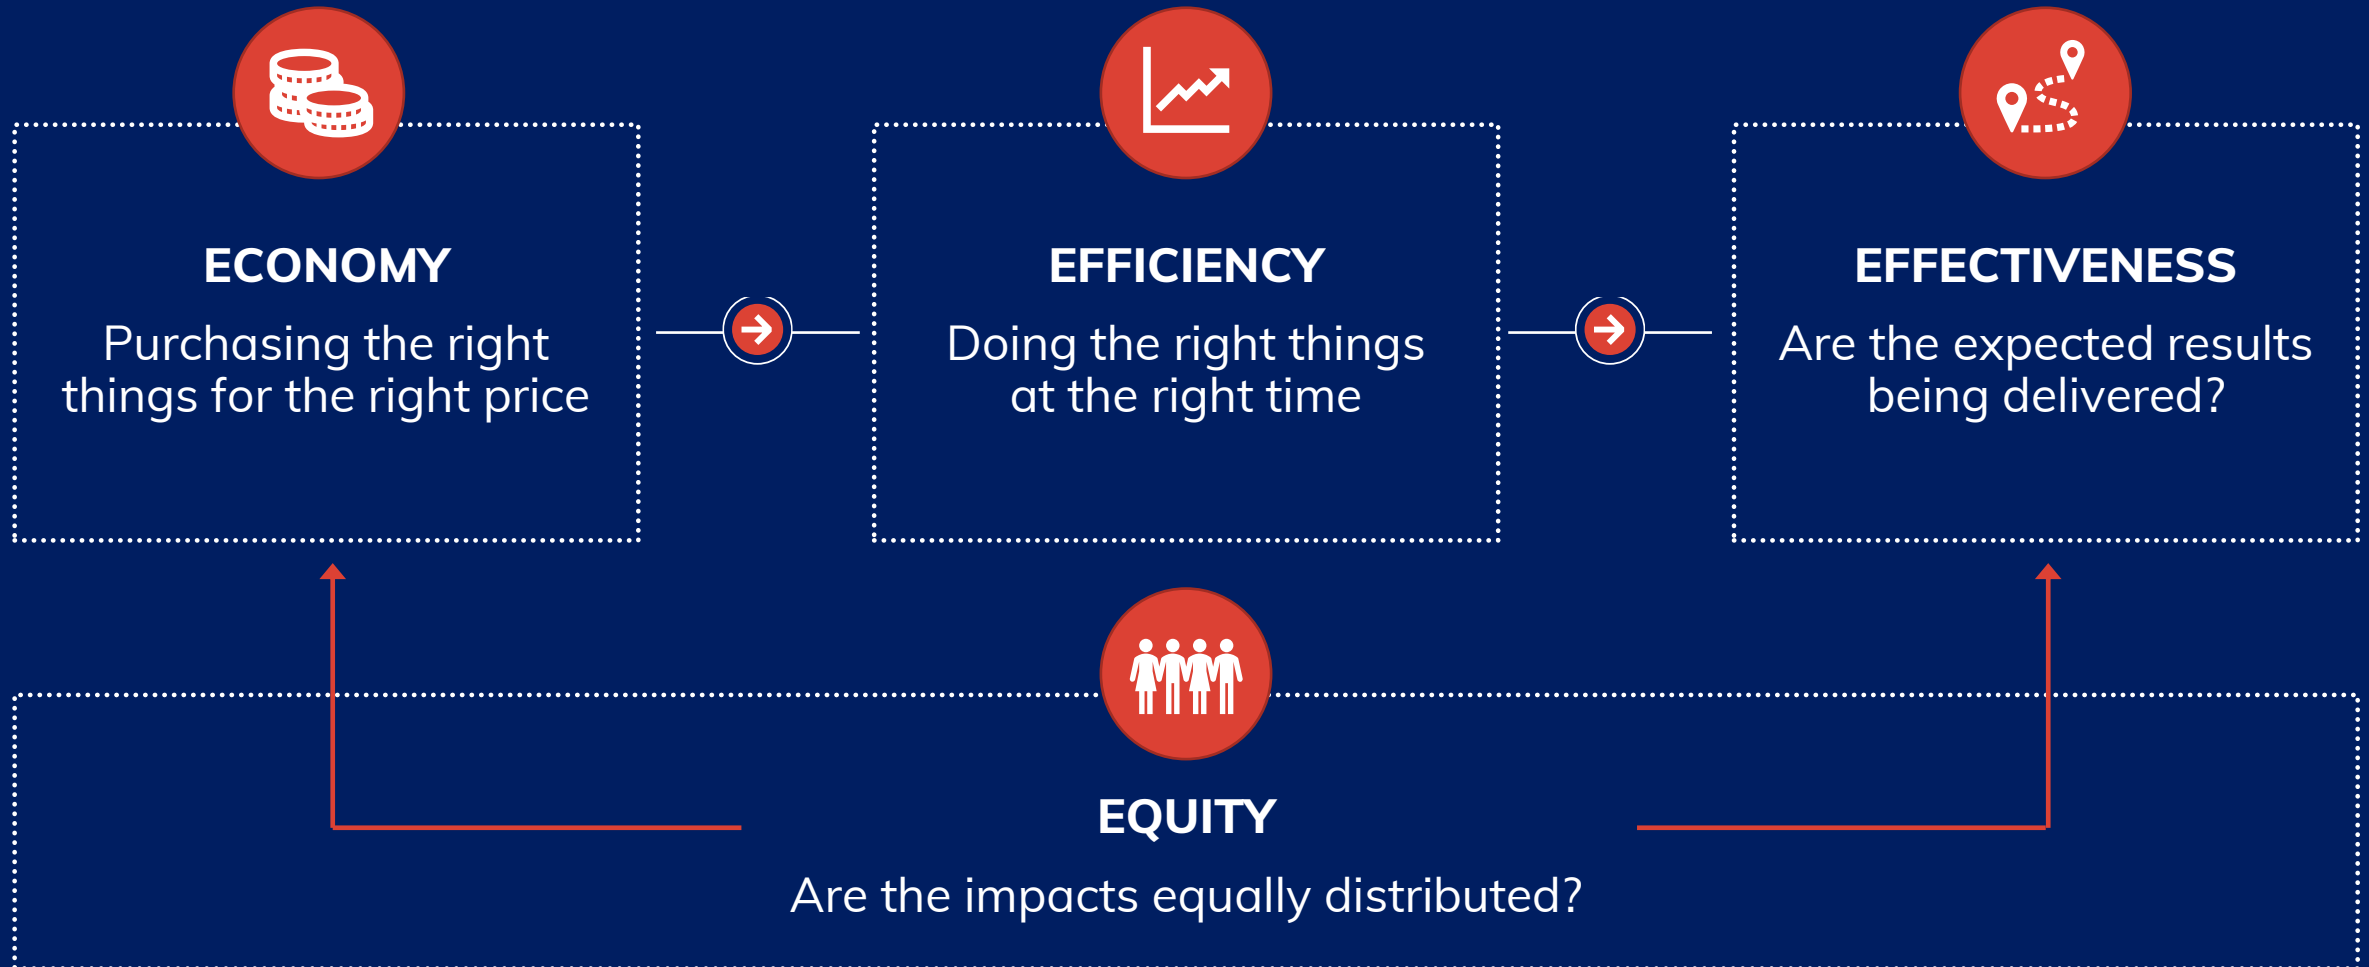 ECONOMY
Purchasing the right
things for the right price
EFFICIENCY
Doing the right things
at the right time
EFFECTIVENESS
Are the expected results
being delivered?
EQUITY
Are the impacts equally distributed?